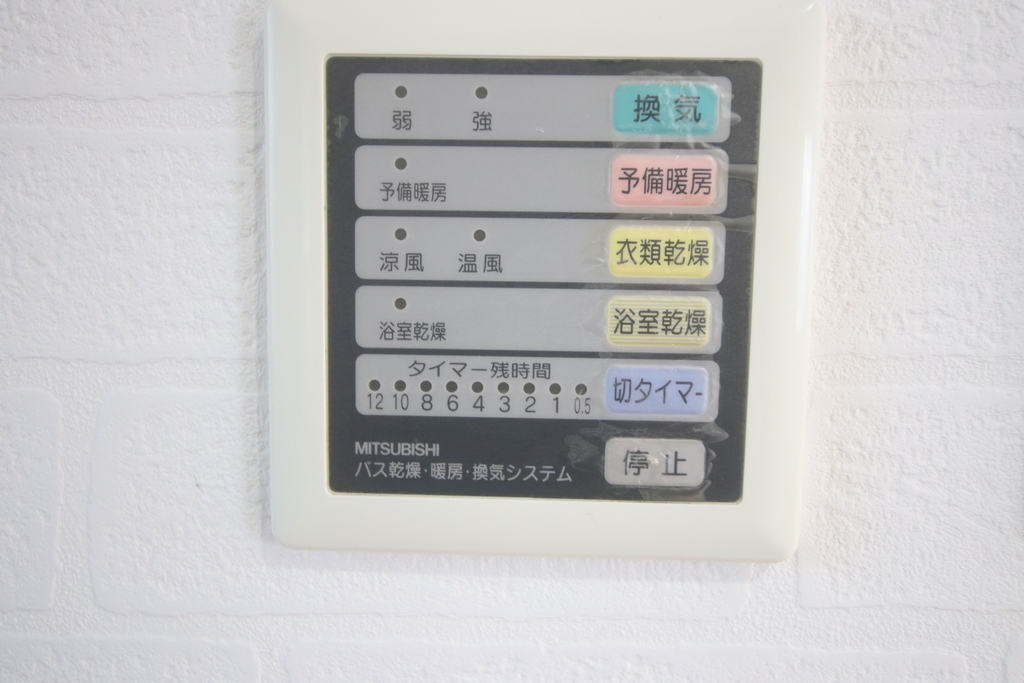 弱 強 換気
予備暖房 予備暖房
涼風 温風 衣類乾燥
浴室乾燥 浴室乾燥
タイマー残時間
12 10 8 6 4 3 2 1 0.5 切タイマー
MITSUBISHI
バス乾燥・暖房・換気システム 停止